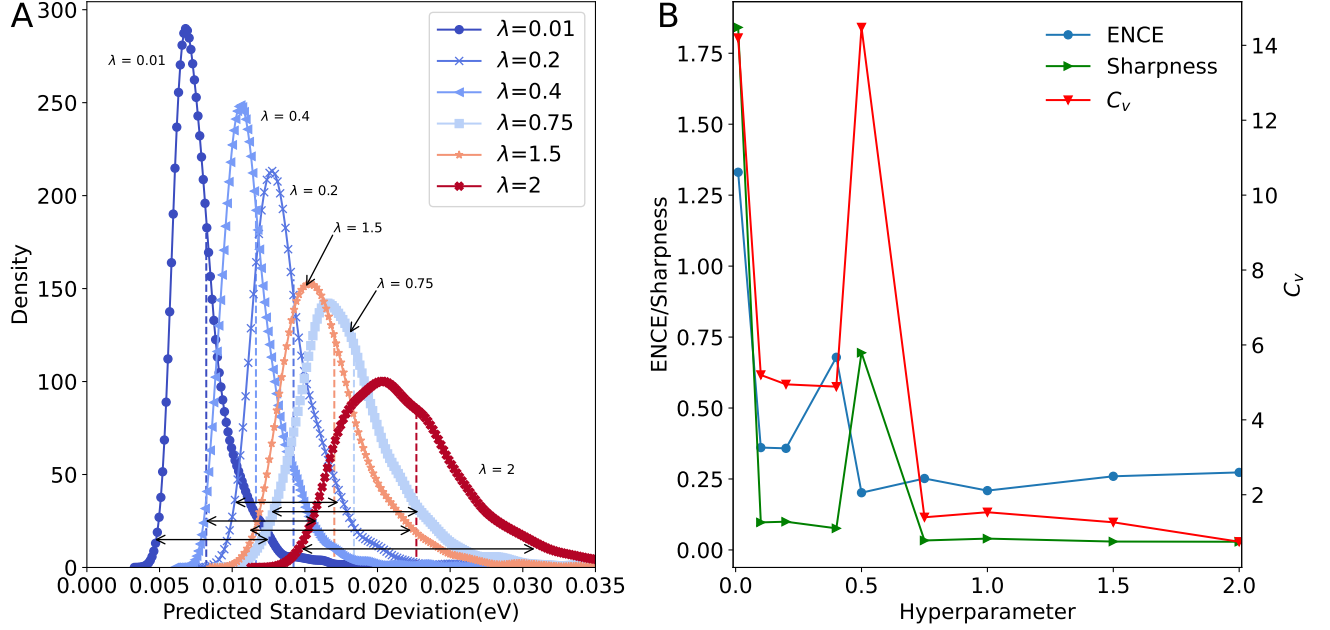 A
300
250
200
150
100
50
0
Density
0.000 0.005 0.010 0.015 0.020 0.025 0.030 0.035
Predicted Standard Deviation(eV)
λ = 0.01
λ = 0.4
λ = 0.2
λ = 1.5
λ = 0.75
λ = 2
λ=0.01
λ=0.2
λ=0.4
λ=0.75
λ=1.5
λ=2
B
1.75
1.50
1.25
1.00
0.75
0.50
0.25
0.00
ENCE/Sharpness
0.0 0.5 1.0 1.5 2.0
Hyperparameter
ENCE
Sharpness
Cv
14
12
10
8
6
4
2
Cv